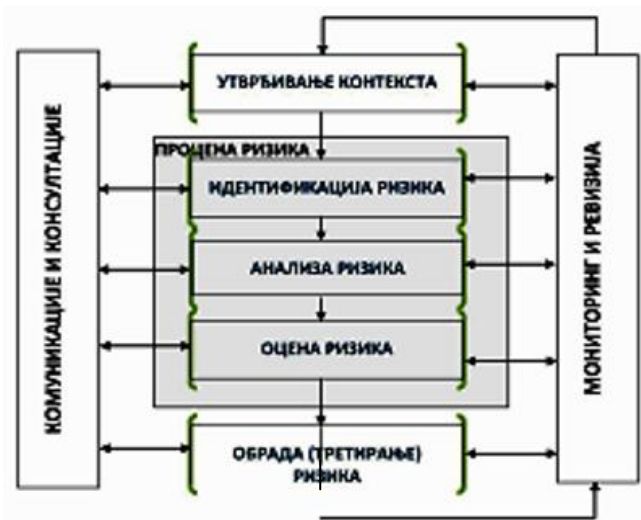 КОМУНИКАЦИЈЕ И КОНСУЛТАЦИЈЕ
УТВРЂИВАЊЕ КОНТЕКСТА
ПРОЦЕНА РИЗИКА
ИДЕНТИФИКАЦИЈА РИЗИКА
АНАЛИЗА РИЗИКА
ОЦЕНА РИЗИКА
ОБРАДА (ТРЕТИРАЊЕ)
РИЗИКА
МОНИТОРИНГ И РЕВИЗИЈА